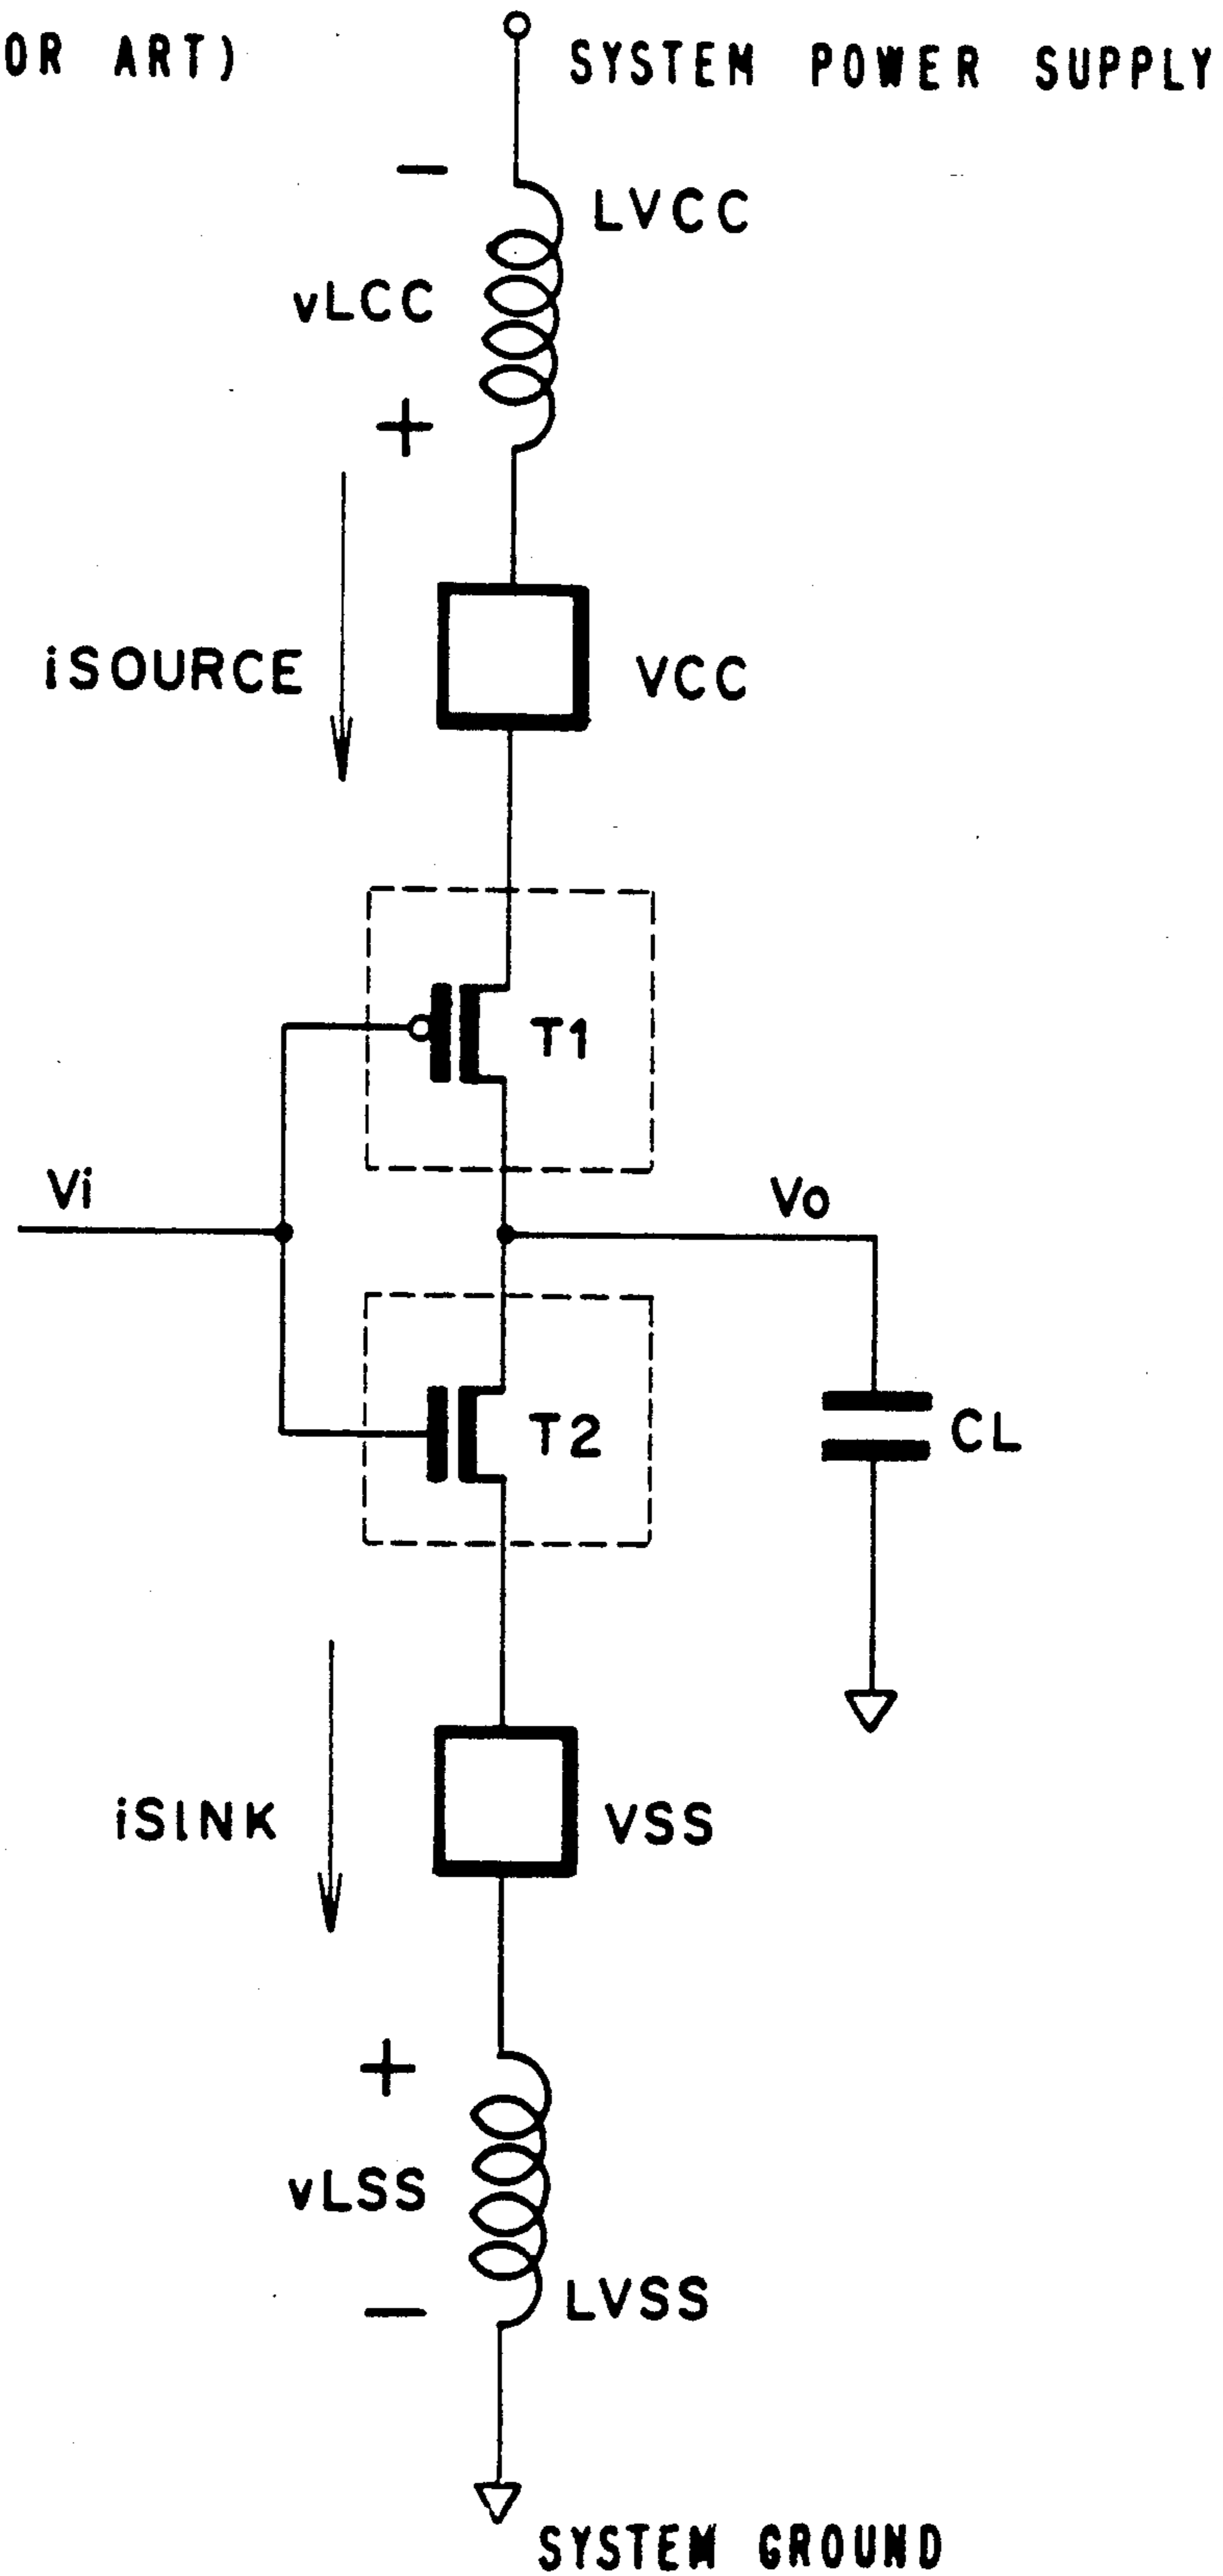 OR ART)
SYSTEM POWER SUPPLY
−
LVCC
vLCC
+
iSOURCE
VCC
T1
Vi
Vo
T2
CL
iSINK
VSS
+
vLSS
LVSS
−
SYSTEM GROUND